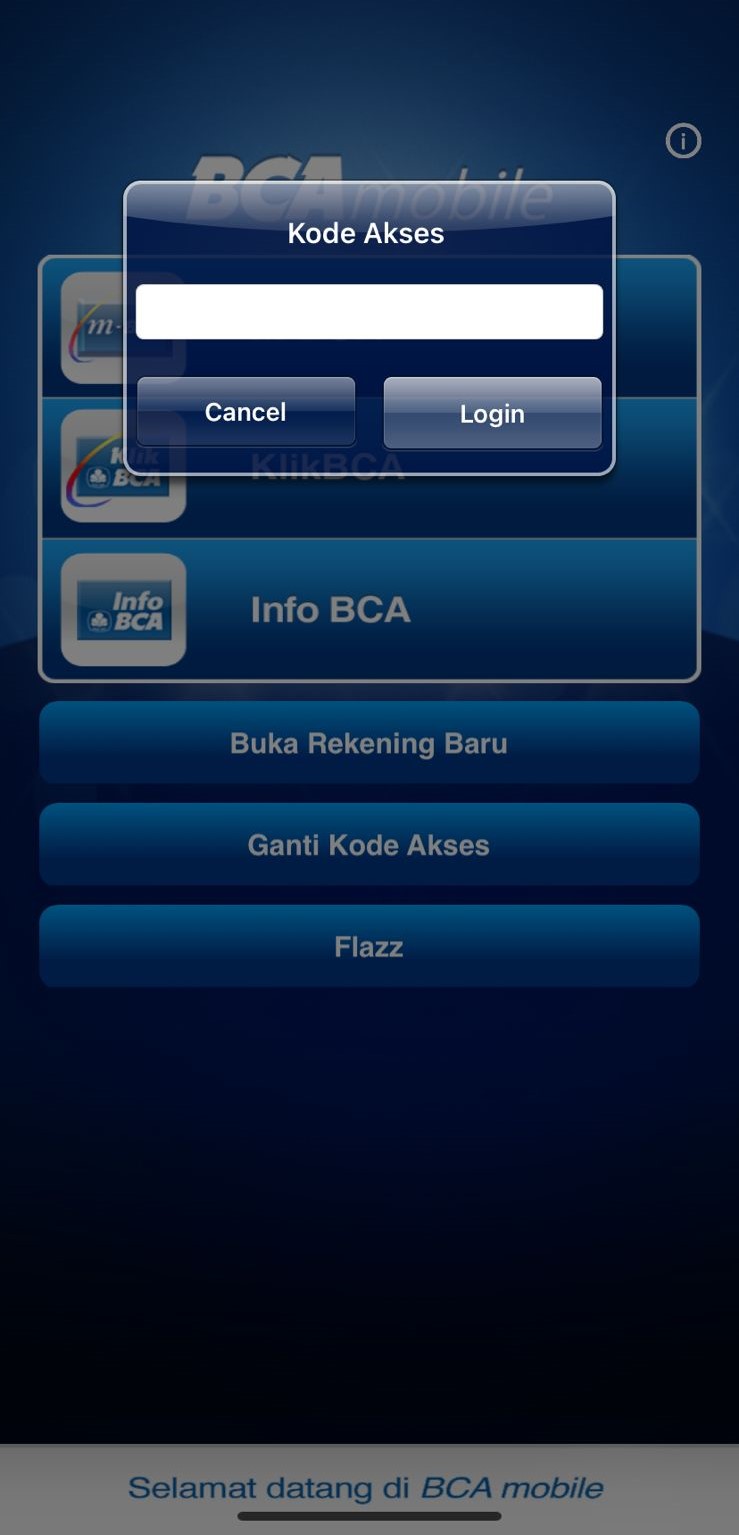 BCA mobile
Kode Akses
Cancel
Login
Klik
BCA
KlikBCA
Info
BCA
Info BCA
Buka Rekening Baru
Ganti Kode Akses
Flazz
Selamat datang di BCA mobile